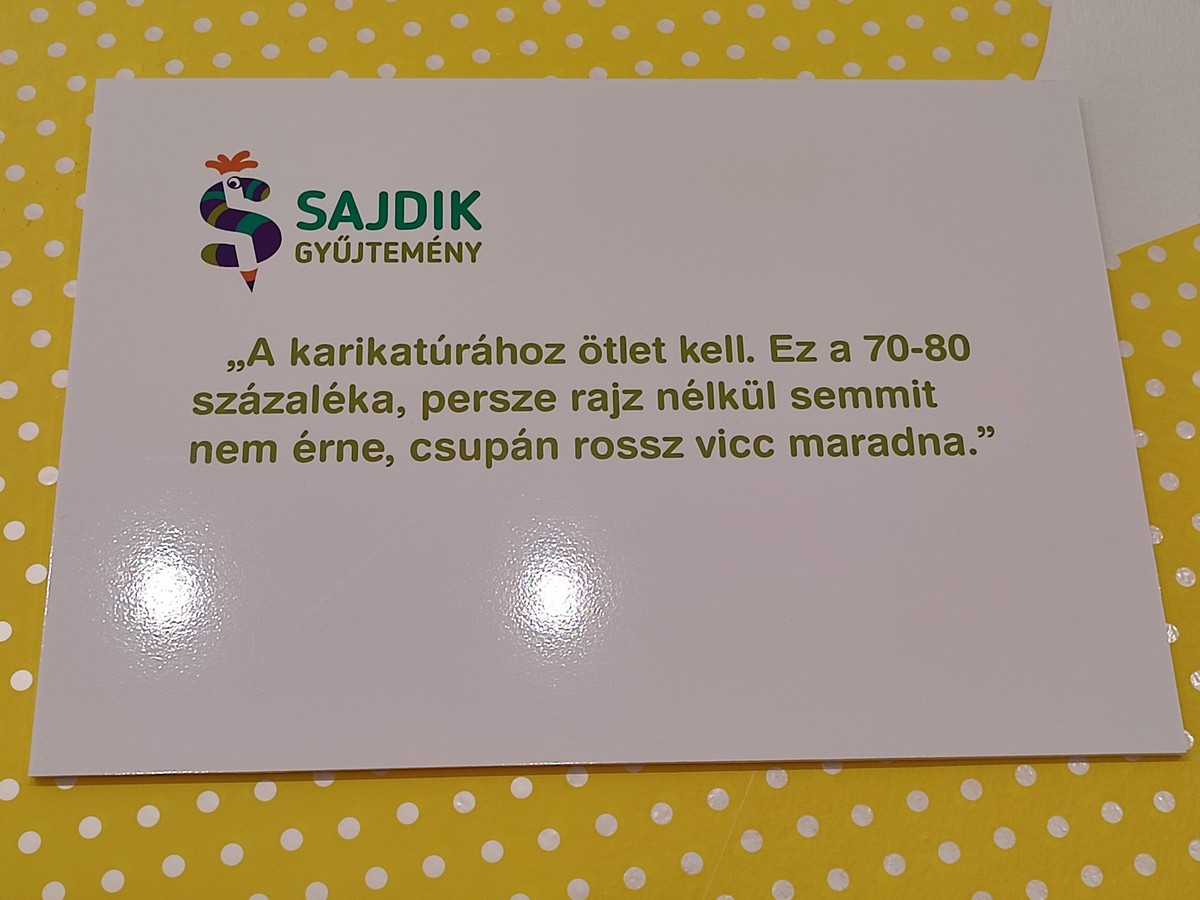 SAJDIK
GYŰJTEMÉNY
„A karikatúrához ötlet kell. Ez a 70-80
százaléka, persze rajz nélkül semmit
nem érne, csupán rossz vicc maradna.”